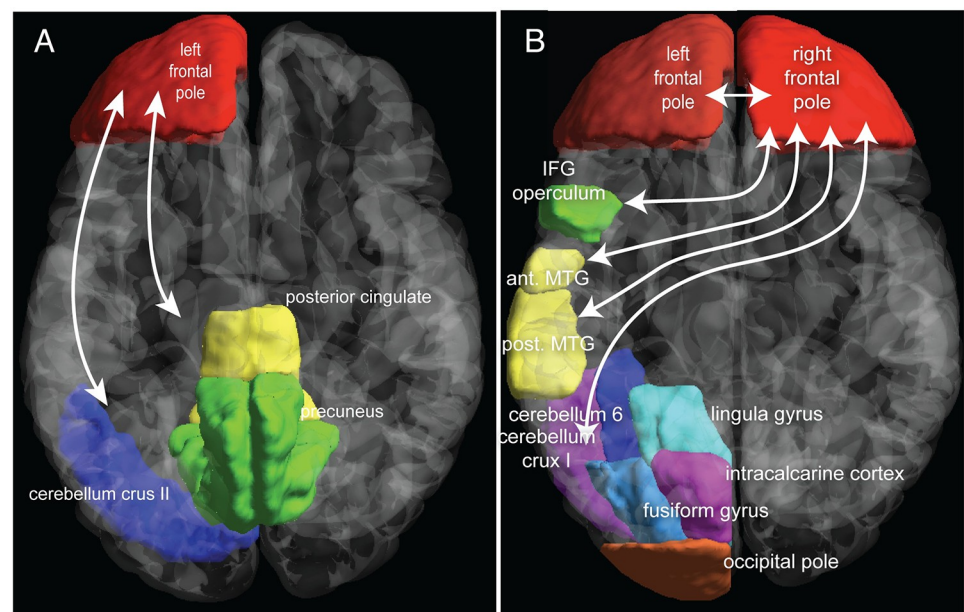 A
left
frontal
pole
posterior cingulate
precuneus
cerebellum crus II
B
left
frontal
pole
right
frontal
pole
IFG
operculum
ant. MTG
post. MTG
cerebellum 6
cerebellum
crux I
lingula gyrus
intracalcarine cortex
fusiform gyrus
occipital pole